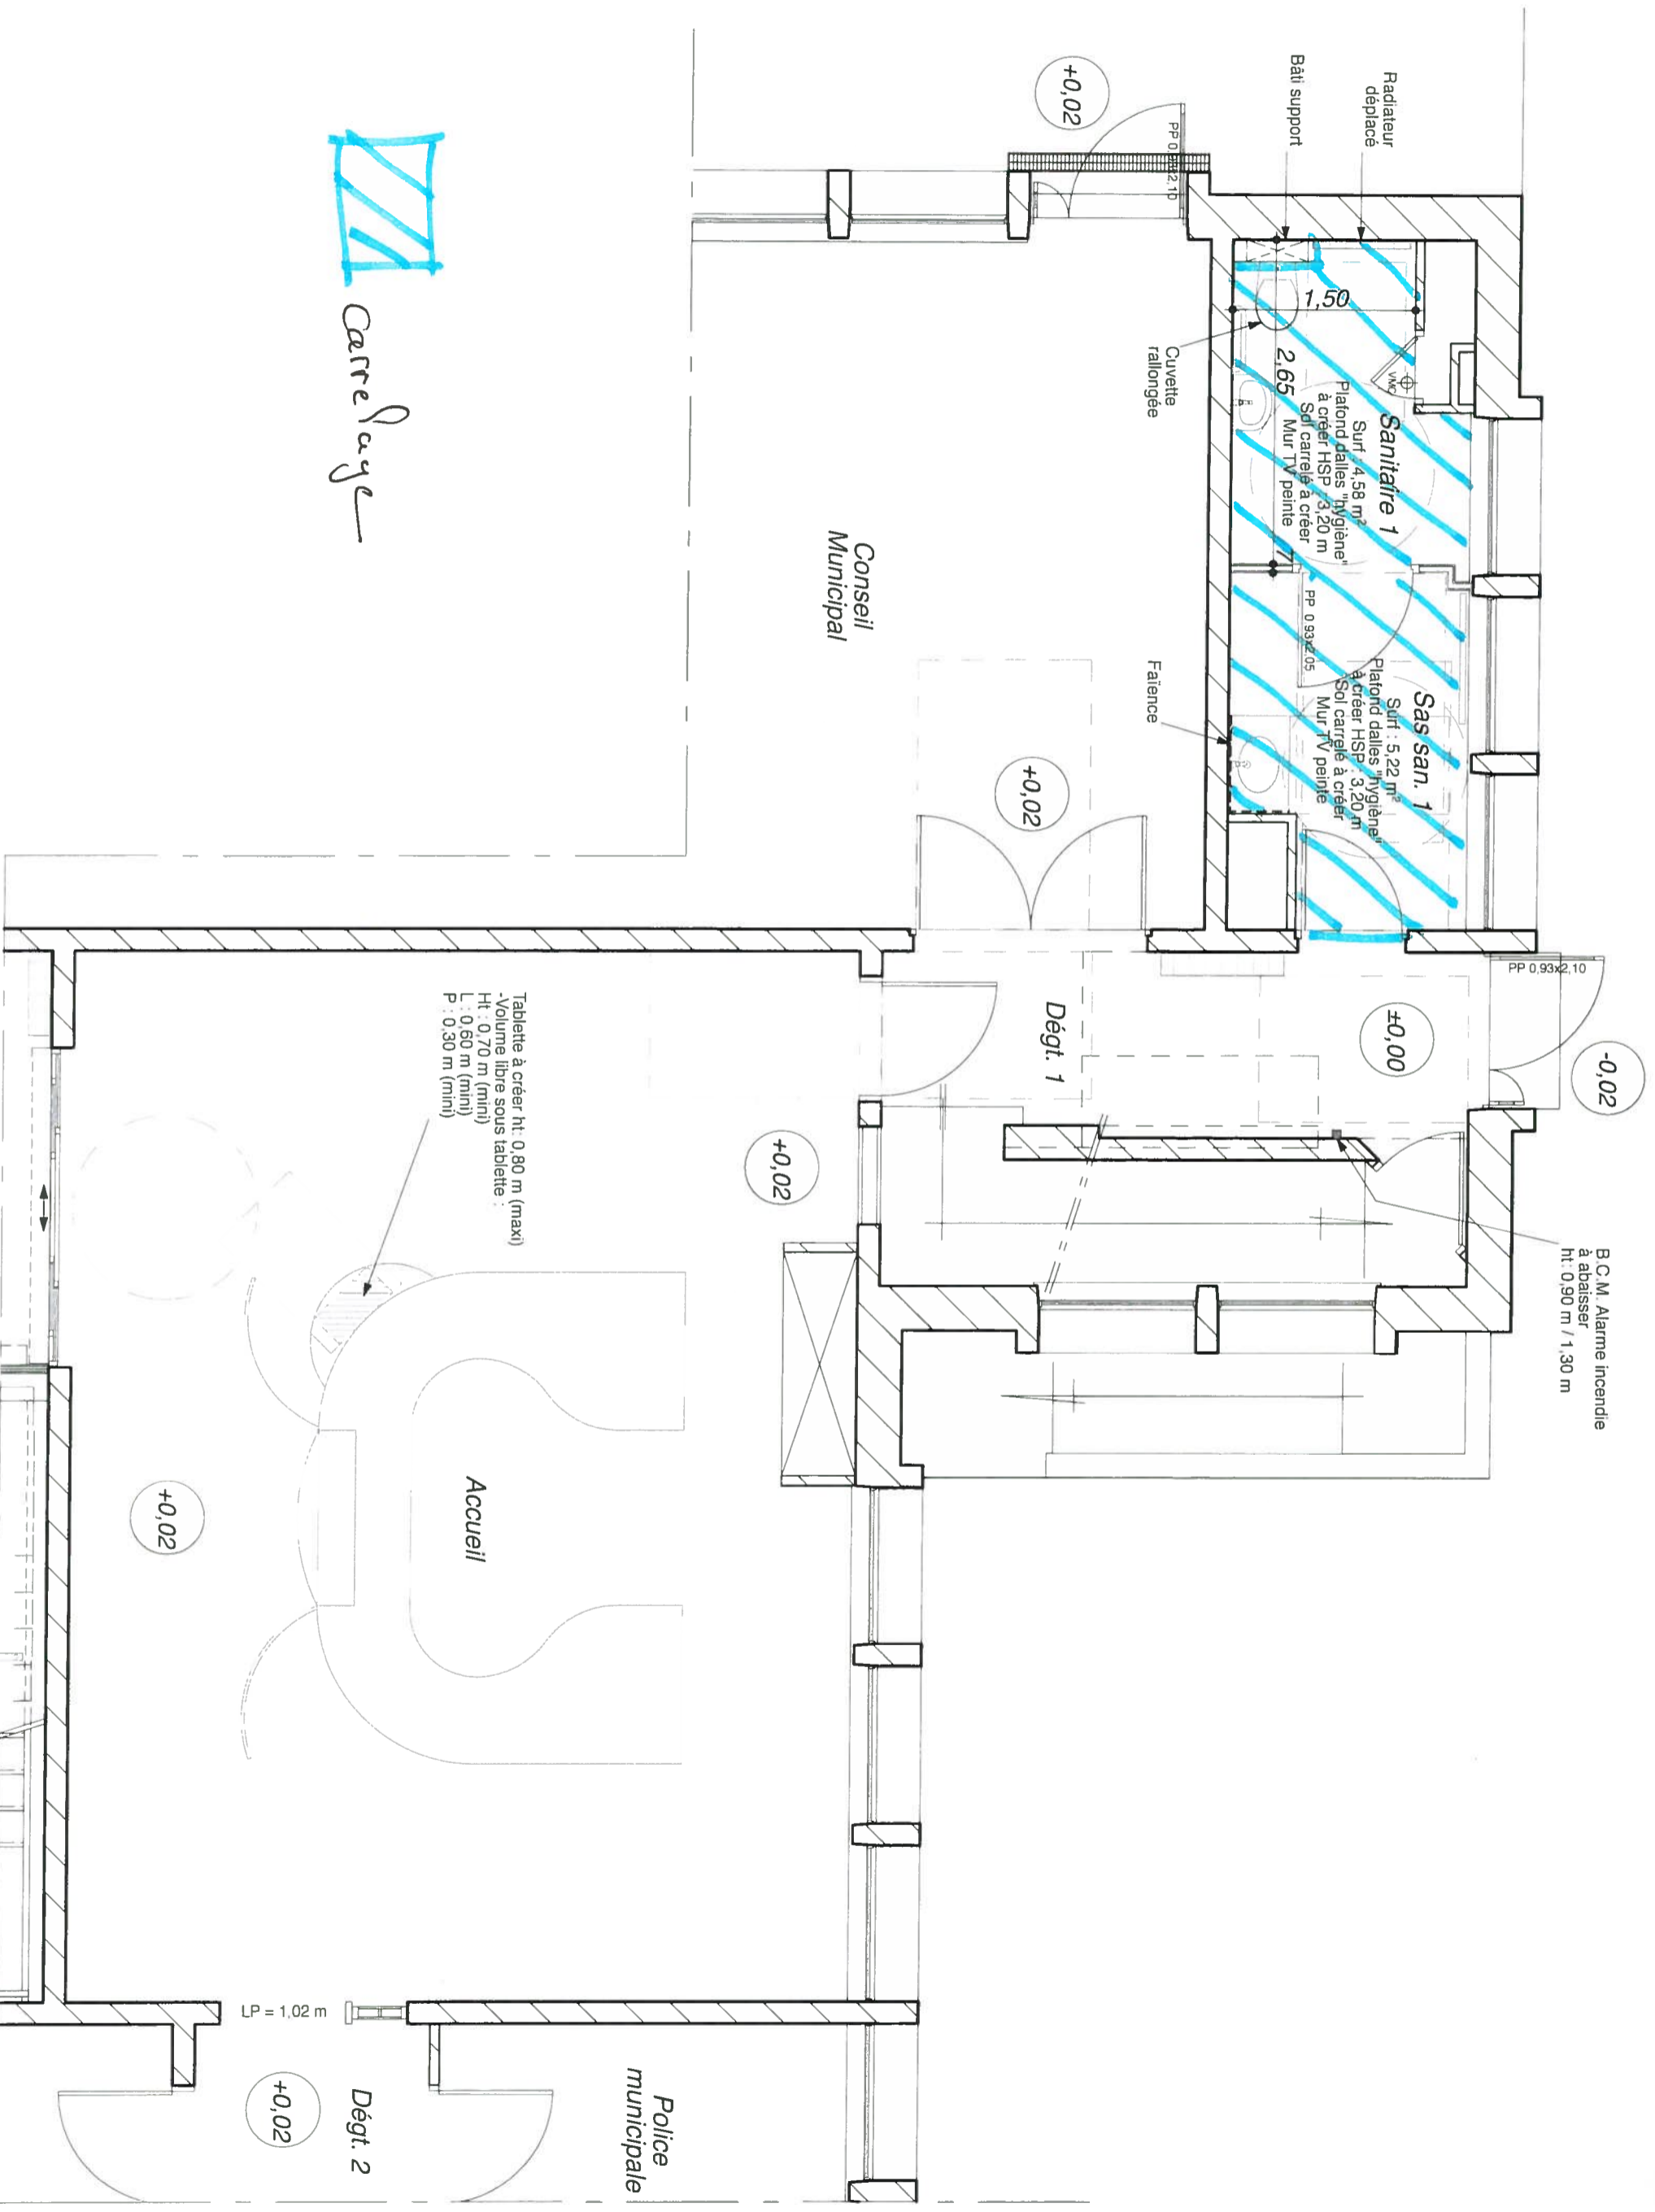 B.C.M. Alarme incendie
à abaisser
ht: 0,90 m / 1,30 m
-0,02
PP 0,93x2,10
±0,00
Radiateur
déplacé
Bâti support
1,50
2,65
7
VMC
Sanitaire 1
Surf : 4,58 m²
Plafond dalles "hygiène"
à créer HSP : 3,20 m
Sol carrelé à créer
Mur TV peinte
PP 0.93x2,05
Sas san. 1
Surf : 5,22 m²
Plafond dalles "hygiène"
à créer HSP : 3,20 m
Sol carrelé à créer
Mur TV peinte
Cuvette
rallongée
Faïence
+0,02
PP 0,93x2,10
Dégt. 1
+0,02
Conseil
Municipal
+0,02
Tablette à créer ht: 0,80 m (maxi)
-Volume libre sous tablette :
Ht : 0,70 m (mini)
L : 0,60 m (mini)
P : 0,30 m (mini)
Accueil
+0,02
Police
municipale
LP = 1,02 m
Dégt. 2
+0,02
Carrelage